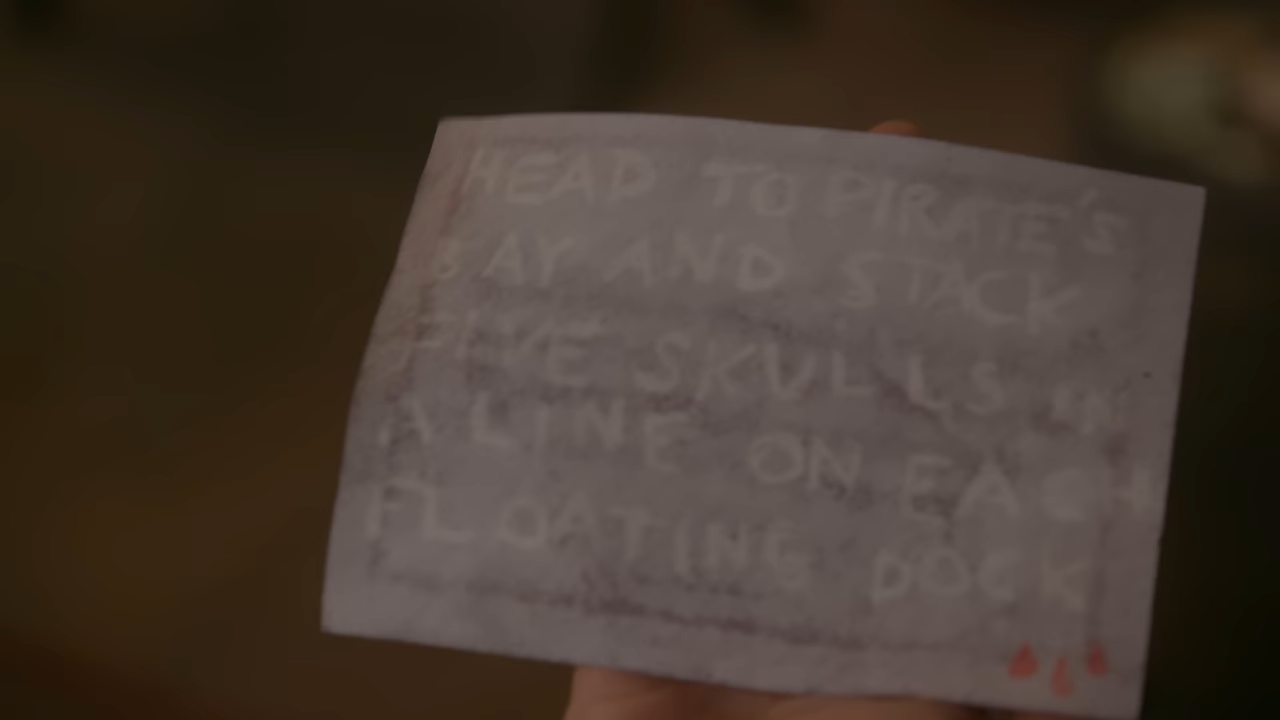 HEAD TO PIRATE'S
BAY AND STACK
FIVE SKULLS IN
A LINE ON EACH
FLOATING DOCK